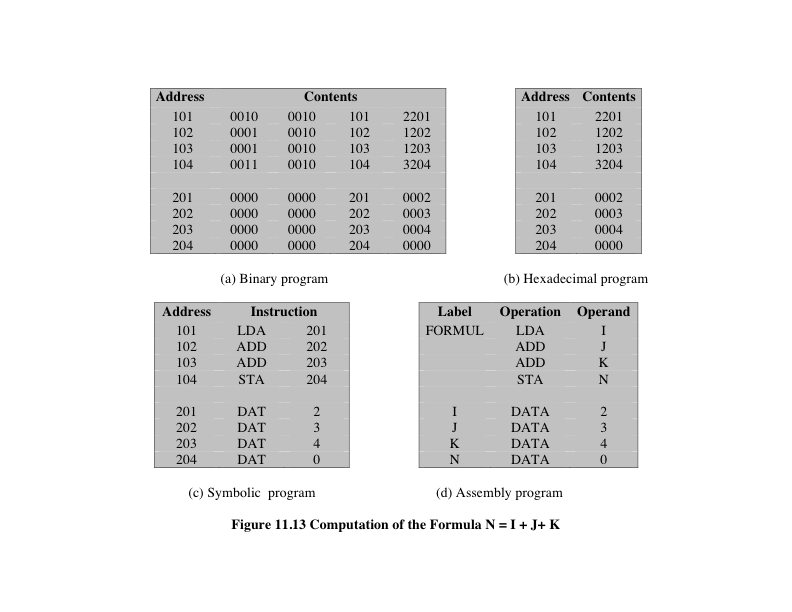 Address Contents
101 0010 0010 101 2201
102 0001 0010 102 1202
103 0001 0010 103 1203
104 0011 0010 104 3204
201 0000 0000 201 0002
202 0000 0000 202 0003
203 0000 0000 203 0004
204 0000 0000 204 0000
(a) Binary program
Address Contents
101 2201
102 1202
103 1203
104 3204
201 0002
202 0003
203 0004
204 0000
(b) Hexadecimal program
Address Instruction
101 LDA 201
102 ADD 202
103 ADD 203
104 STA 204
201 DAT 2
202 DAT 3
203 DAT 4
204 DAT 0
(c) Symbolic program
Label Operation Operand
FORMUL LDA I
ADD J
ADD K
STA N
I DATA 2
J DATA 3
K DATA 4
N DATA 0
(d) Assembly program
Figure 11.13 Computation of the Formula N = I + J+ K